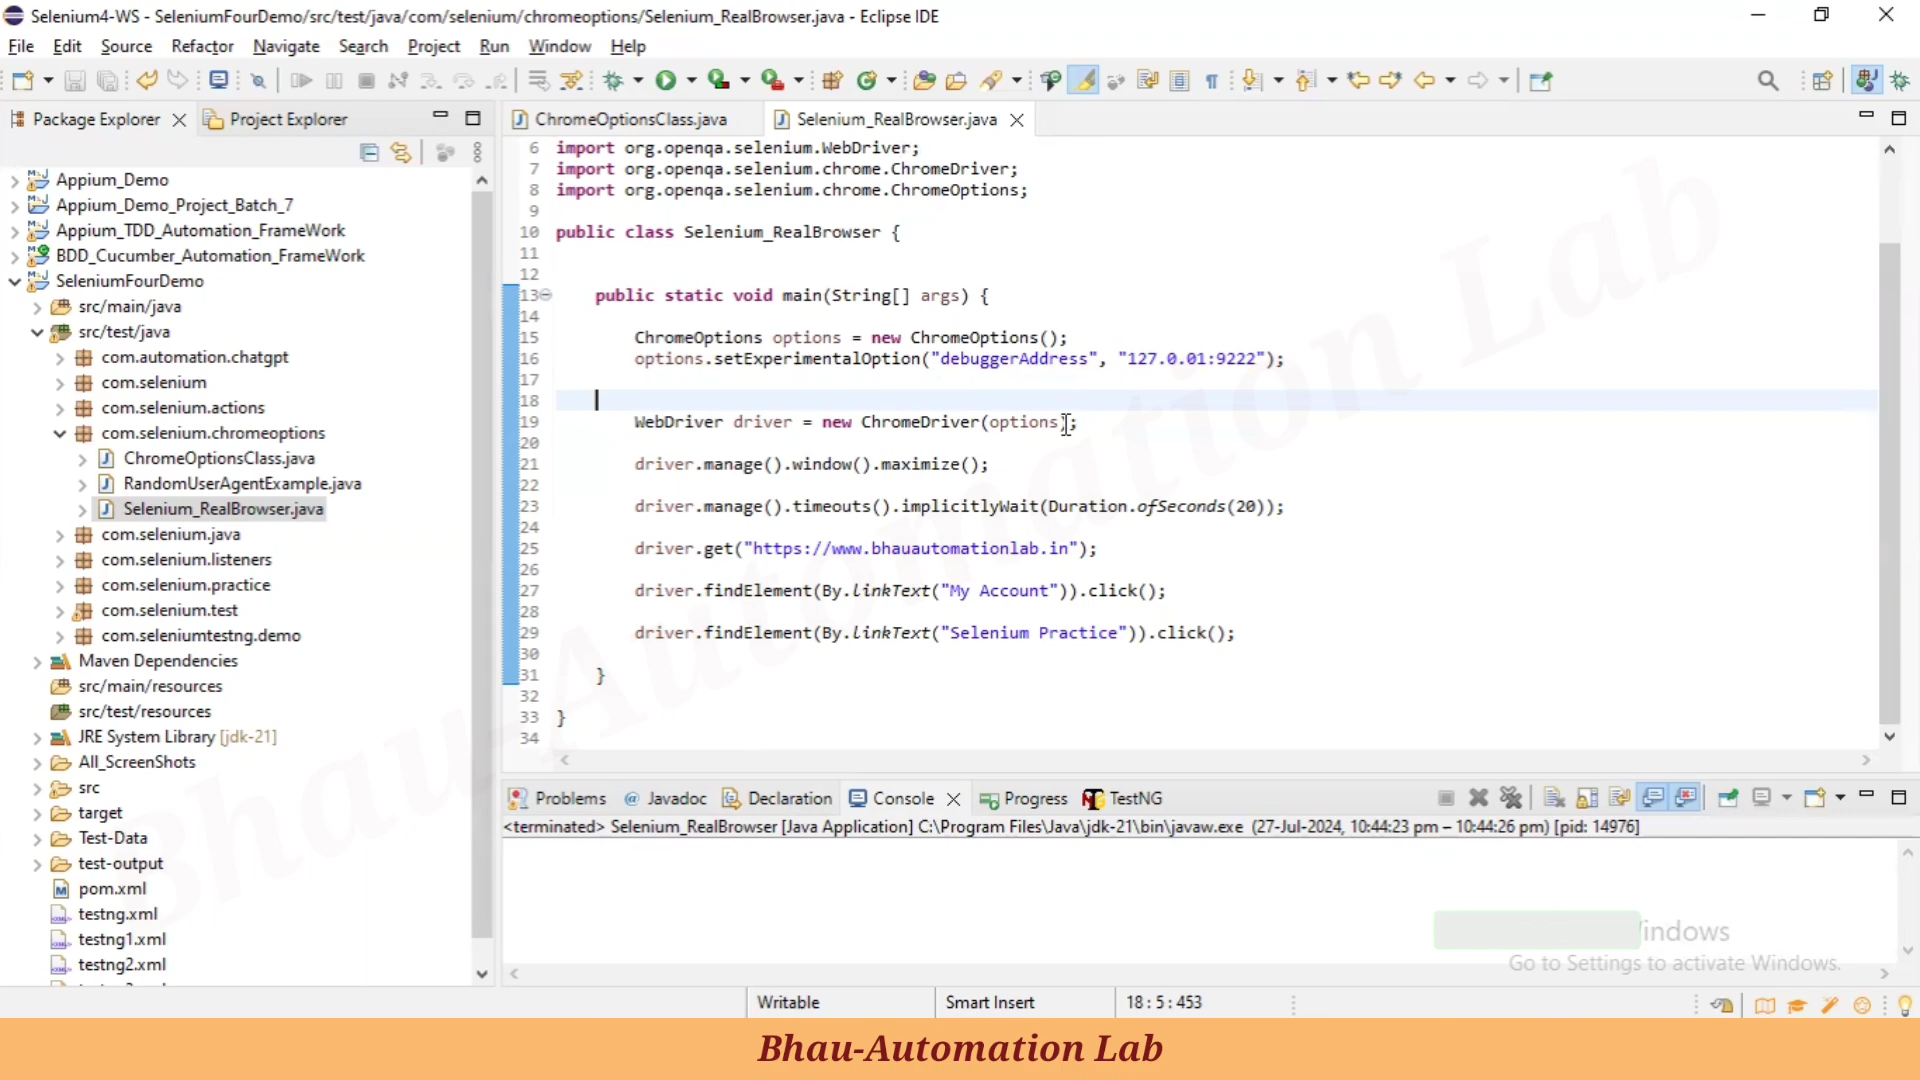 Selenium4-WS - SeleniumFourDemo/src/test/java/com/selenium/chromeoptions/Selenium_RealBrowser.java - Eclipse IDE
File Edit Source Refactor Navigate Search Project Run Window Help
Package Explorer Project Explorer
Appium_Demo
Appium_Demo_Project_Batch_7
Appium_TDD_Automation_FrameWork
BDD_Cucumber_Automation_FrameWork
SeleniumFourDemo
src/main/java
src/test/java
com.automation.chatgpt
com.selenium
com.selenium.actions
com.selenium.chromeoptions
ChromeOptionsClass.java
RandomUserAgentExample.java
Selenium_RealBrowser.java
com.selenium.java
com.selenium.listeners
com.selenium.practice
com.selenium.test
com.seleniumtestng.demo
Maven Dependencies
src/main/resources
src/test/resources
JRE System Library [jdk-21]
All_ScreenShots
src
target
Test-Data
test-output
pom.xml
testng.xml
testng1.xml
testng2.xml
ChromeOptionsClass.java Selenium_RealBrowser.java
6 import org.openqa.selenium.WebDriver;
7 import org.openqa.selenium.chrome.ChromeDriver;
8 import org.openqa.selenium.chrome.ChromeOptions;
9
10 public class Selenium_RealBrowser {
11
12
13 public static void main(String[] args) {
14
15 ChromeOptions options = new ChromeOptions();
16 options.setExperimentalOption("debuggerAddress", "127.0.01:9222");
17
18
19 WebDriver driver = new ChromeDriver(options);
20
21 driver.manage().window().maximize();
22
23 driver.manage().timeouts().implicitlyWait(Duration.ofSeconds(20));
24
25 driver.get("https://www.bhauautomationlab.in");
26
27 driver.findElement(By.linkText("My Account")).click();
28
29 driver.findElement(By.linkText("Selenium Practice")).click();
30
31 }
32
33 }
34
Problems Javadoc Declaration Console Progress TestNG
<terminated> Selenium_RealBrowser [Java Application] C:\Program Files\Java\jdk-21\bin\javaw.exe (27-Jul-2024, 10:44:23 pm – 10:44:26 pm) [pid: 14976]
indows
Go to Settings to activate Windows.
Writable Smart Insert 18 : 5 : 453
Bhau-Automation Lab
Bhau-Automation Lab